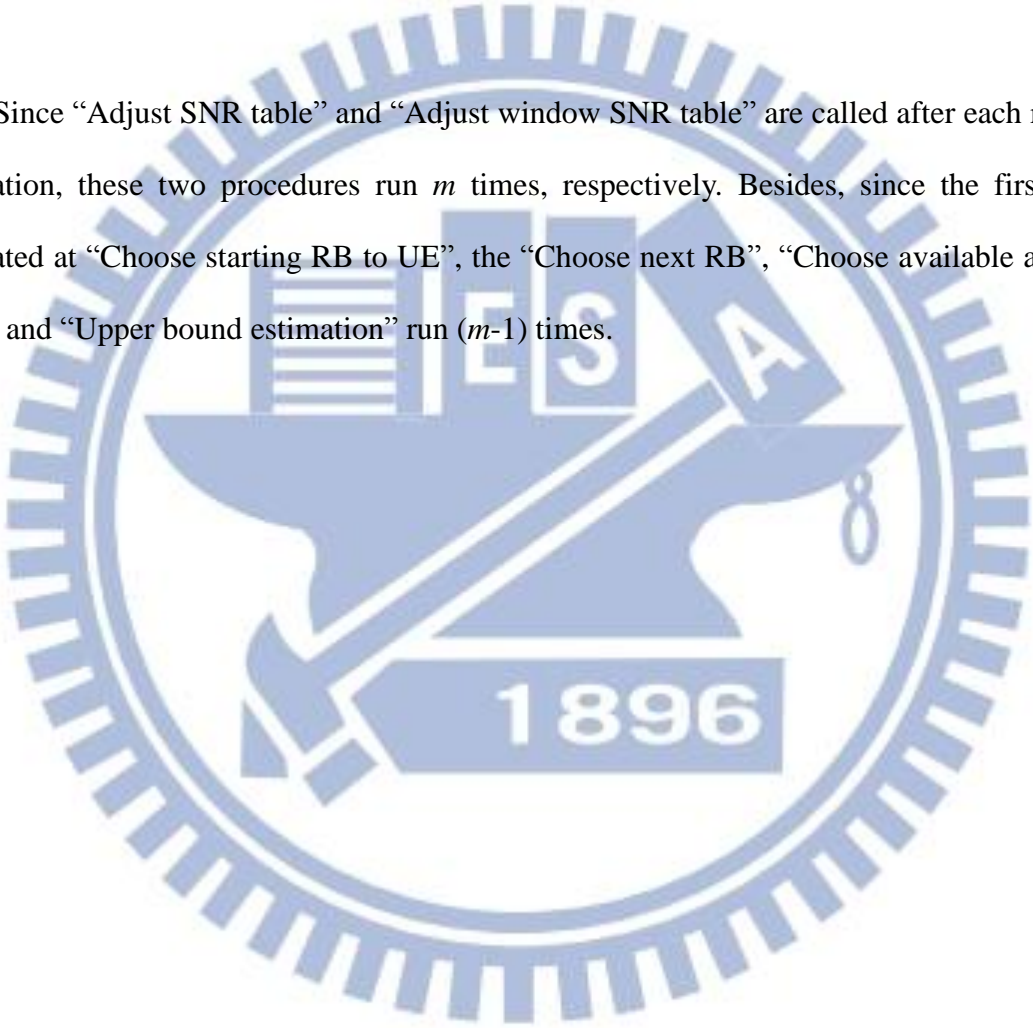 Since “Adjust SNR table” and “Adjust window SNR table” are called after each
ation, these two procedures run m times, respectively. Besides, since the firs
ated at “Choose starting RB to UE”, the “Choose next RB”, “Choose available a
and “Upper bound estimation” run (m-1) times.
E S A
8
1896